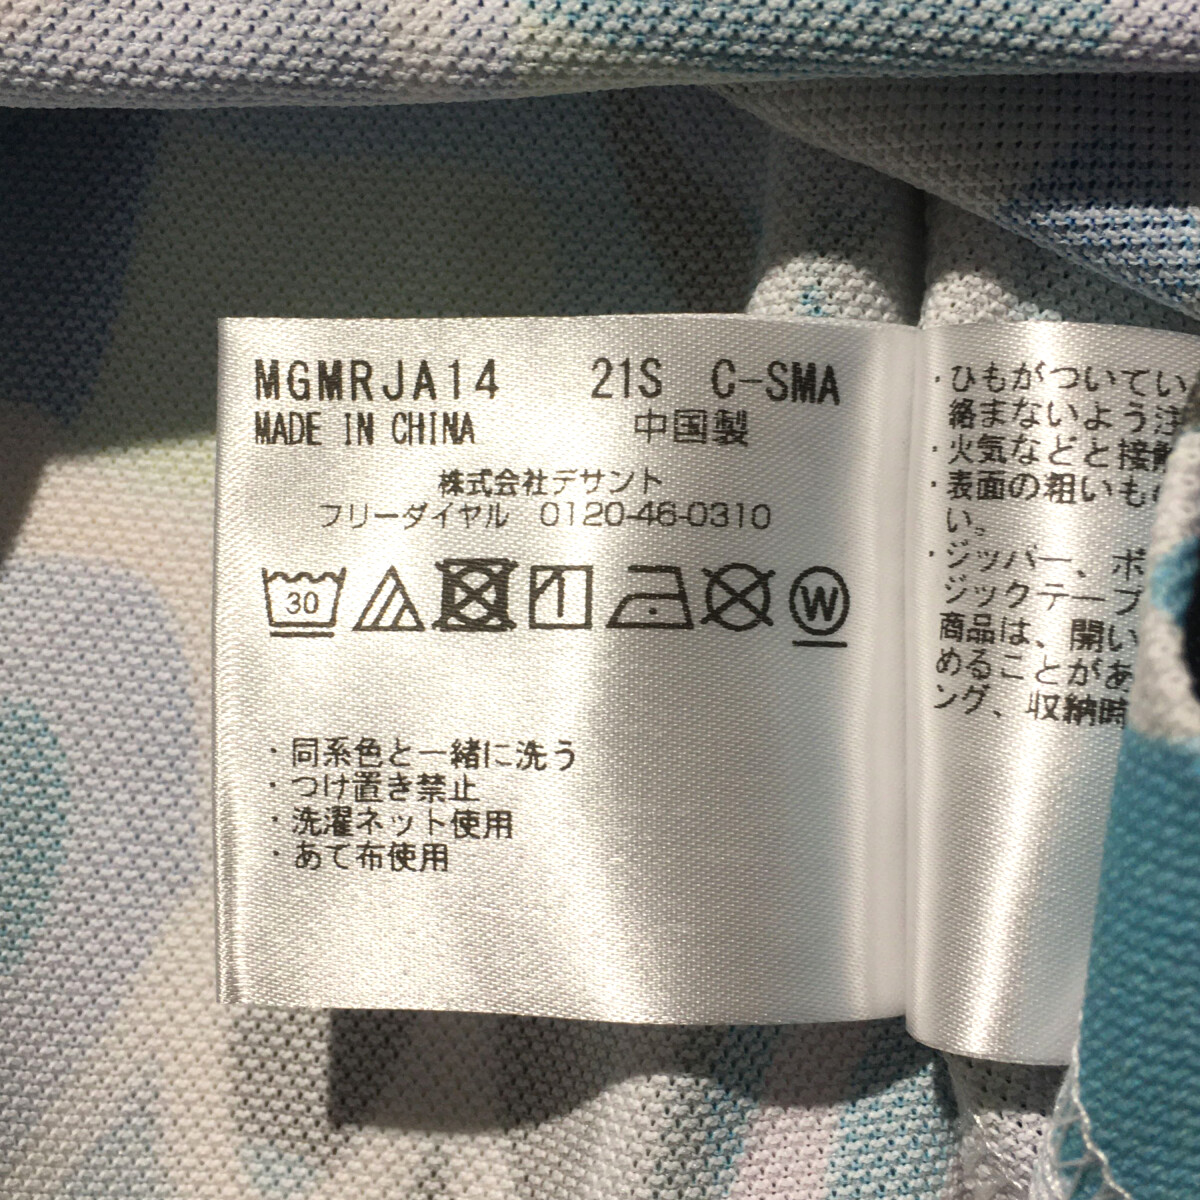 MGMRJA14 21S C-SMA
MADE IN CHINA 中国製
株式会社デサント
フリーダイヤル 0120-46-0310
30 W
・同系色と一緒に洗う
・つけ置き禁止
・洗濯ネット使用
・あて布使用
・ひもがついてい
絡まないよう注
・火気などと接触
・表面の粗いもの
い。
・ジッパー、ボ
ジックテープ
商品は、開い
めることがあ
ング、収納時